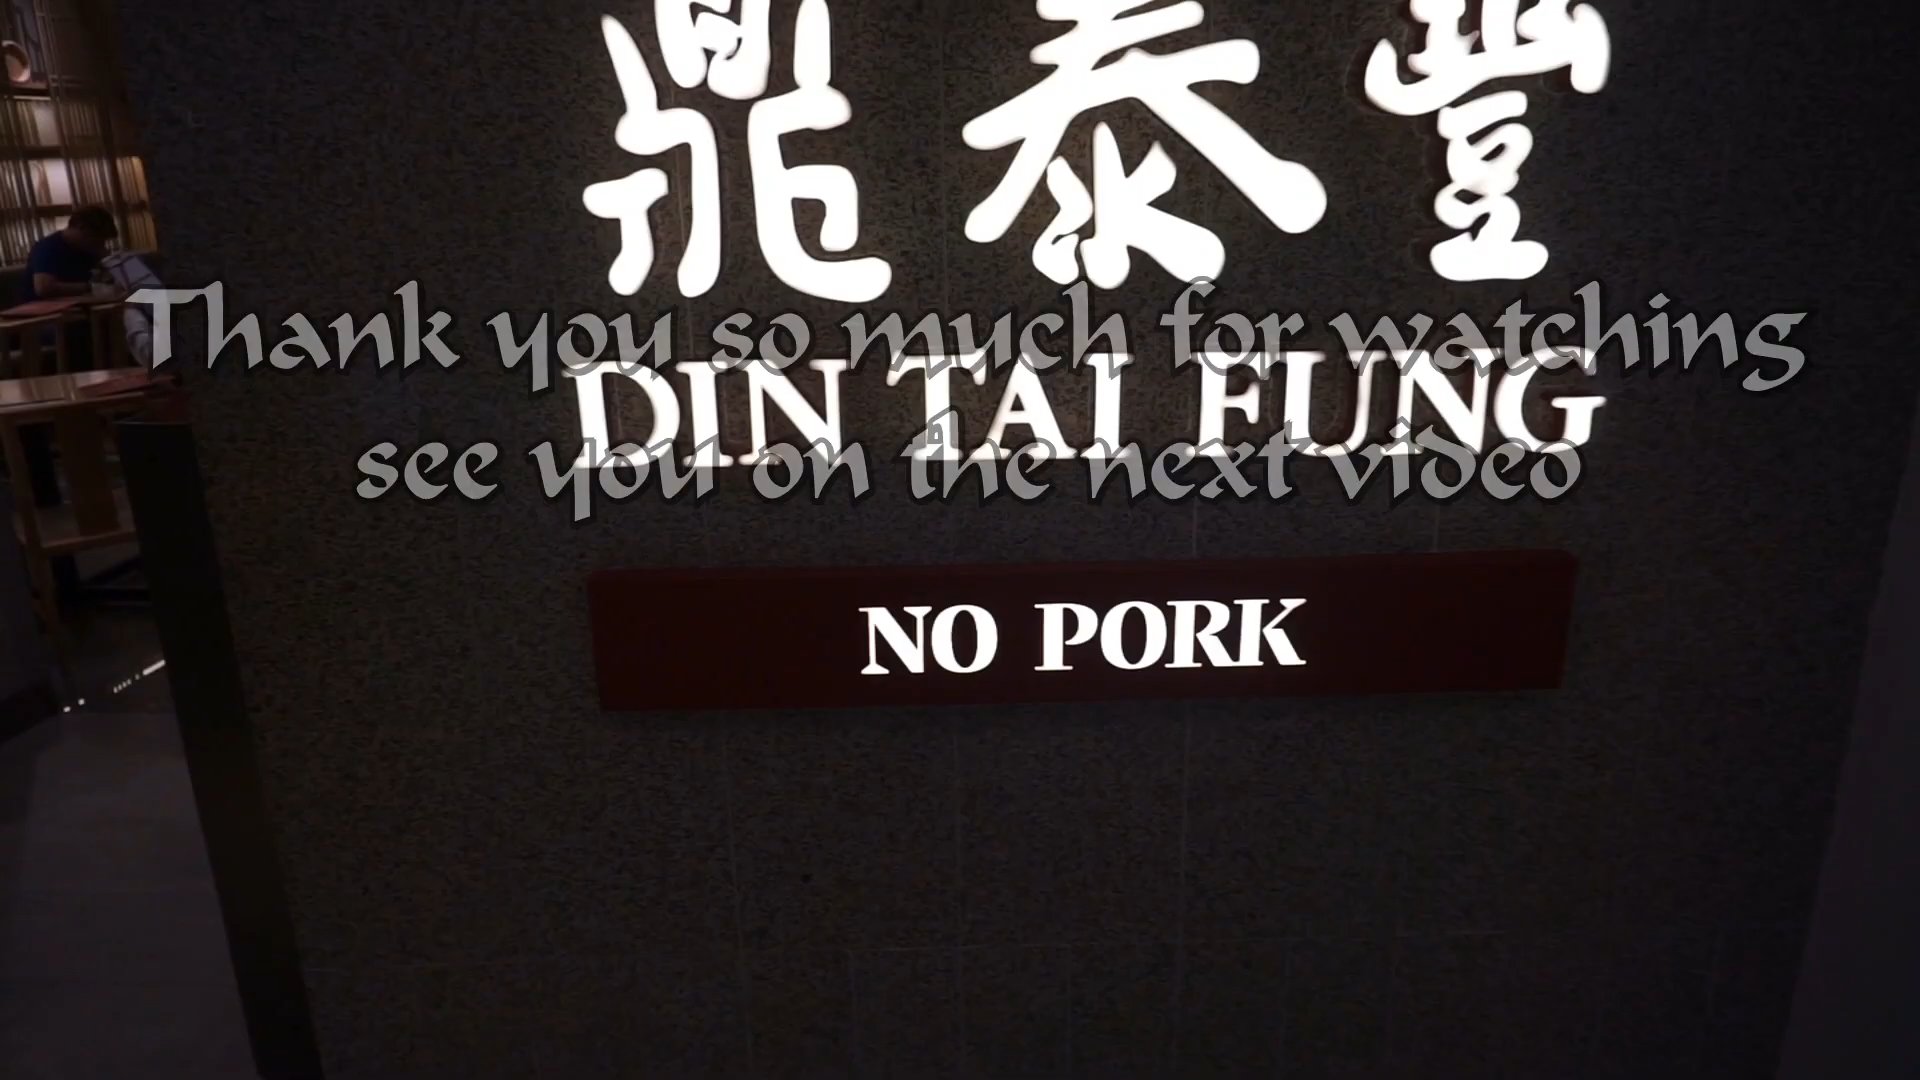 鼎泰豐
Thank you so much for watching
DIN TAI FUNG
see you on the next video
NO PORK